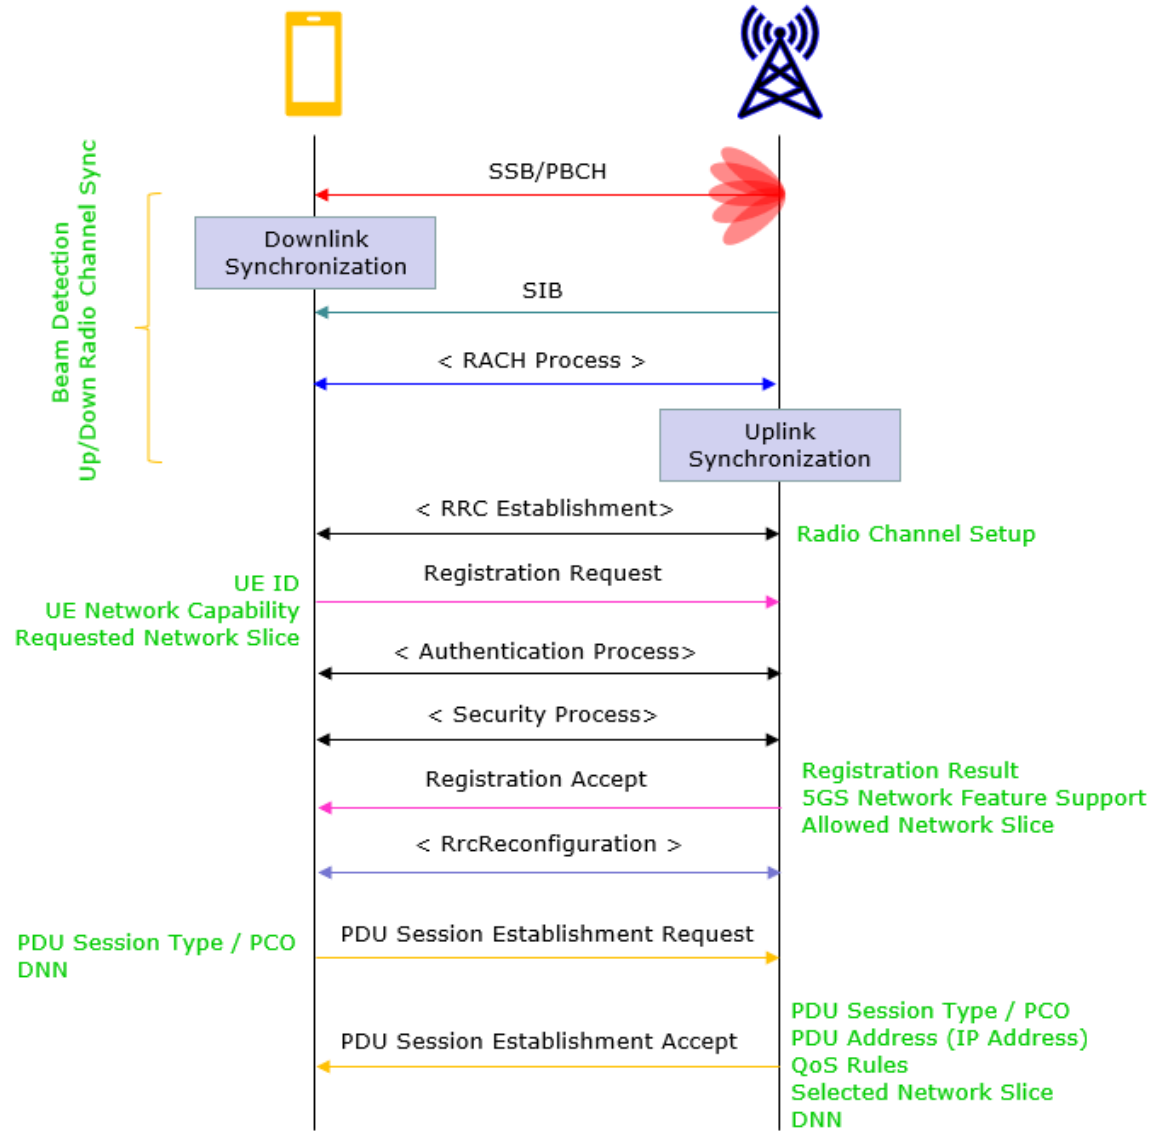 SSB/PBCH
Downlink
Synchronization
Beam Detection
Up/Down Radio Channel Sync
SIB
< RACH Process >
Uplink
Synchronization
< RRC Establishment>
Radio Channel Setup
Registration Request
UE ID
UE Network Capability
Requested Network Slice
< Authentication Process>
< Security Process>
Registration Accept
Registration Result
5GS Network Feature Support
Allowed Network Slice
< RrcReconfiguration >
PDU Session Establishment Request
PDU Session Type / PCO
DNN
PDU Session Establishment Accept
PDU Session Type / PCO
PDU Address (IP Address)
QoS Rules
Selected Network Slice
DNN